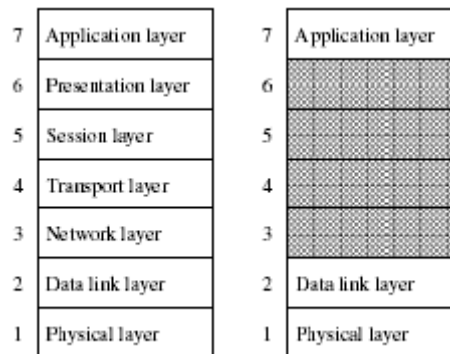 7 Application layer 7 Application layer
6 Presentation layer 6
5 Session layer 5
4 Transport layer 4
3 Network layer 3
2 Data link layer 2 Data link layer
1 Physical layer 1 Physical layer